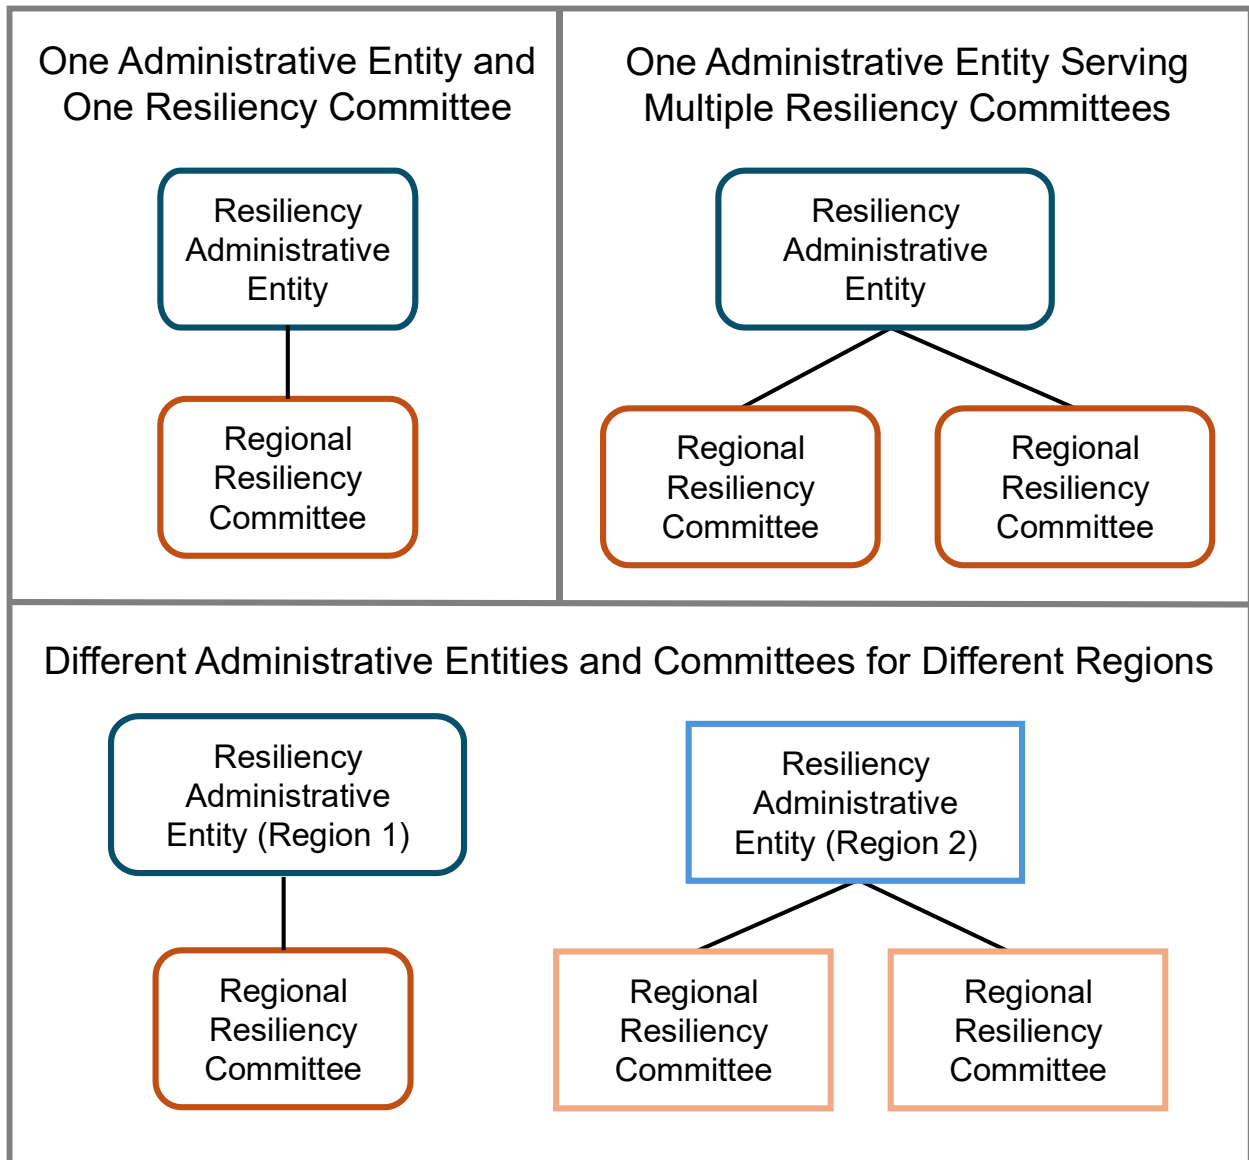 One Administrative Entity and
One Resiliency Committee
Resiliency
Administrative
Entity
Regional
Resiliency
Committee
One Administrative Entity Serving
Multiple Resiliency Committees
Resiliency
Administrative
Entity
Regional
Resiliency
Committee
Regional
Resiliency
Committee
Different Administrative Entities and Committees for Different Regions
Resiliency
Administrative
Entity (Region 1)
Regional
Resiliency
Committee
Resiliency
Administrative
Entity (Region 2)
Regional
Resiliency
Committee
Regional
Resiliency
Committee